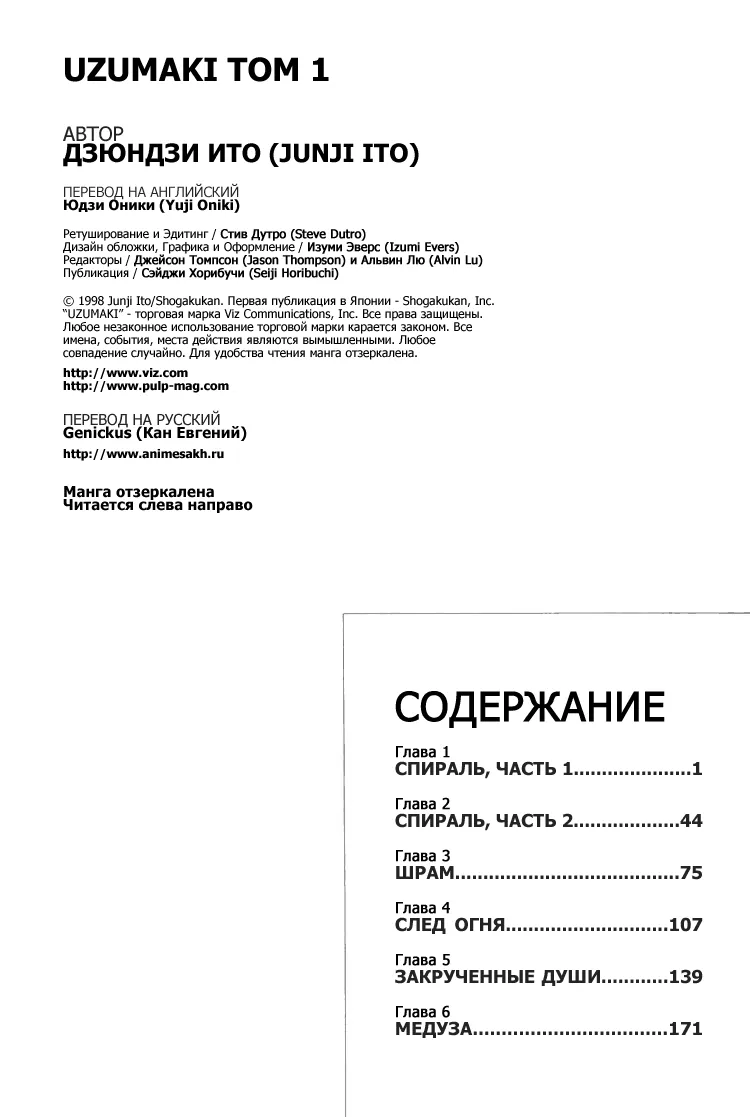 UZUMAKI ТОМ 1
АВТОР
ДЗЮНДЗИ ИТО (JUNJI ITO)
ПЕРЕВОД НА АНГЛИЙСКИЙ
Юдзи Оники (Yuji Oniki)
Ретуширование и Эдитинг / Стив Дутро (Steve Dutro)
Дизайн обложки, Графика и Оформление / Изуми Эверс (Izumi Evers)
Редакторы / Джейсон Томпсон (Jason Thompson) и Альвин Лю (Alvin Lu)
Публикация / Сэйджи Хорибучи (Seiji Horibuchi)
© 1998 Junji Ito/Shogakukan. Первая публикация в Японии - Shogakukan, Inc.
“UZUMAKI” - торговая марка Viz Communications, Inc. Все права защищены.
Любое незаконное использование торговой марки карается законом. Все
имена, события, места действия являются вымышленными. Любое
совпадение случайно. Для удобства чтения манга отзеркалена.
http://www.viz.com
http://www.pulp-mag.com
ПЕРЕВОД НА РУССКИЙ
Genickus (Кан Евгений)
http://www.animesakh.ru
Манга отзеркалена
Читается слева направо
СОДЕРЖАНИЕ
Глава 1
СПИРАЛЬ, ЧАСТЬ 1.....................1
Глава 2
СПИРАЛЬ, ЧАСТЬ 2...................44
Глава 3
ШРАМ.......................................75
Глава 4
СЛЕД ОГНЯ............................107
Глава 5
ЗАКРУЧЕННЫЕ ДУШИ............139
Глава 6
МЕДУЗА..................................171